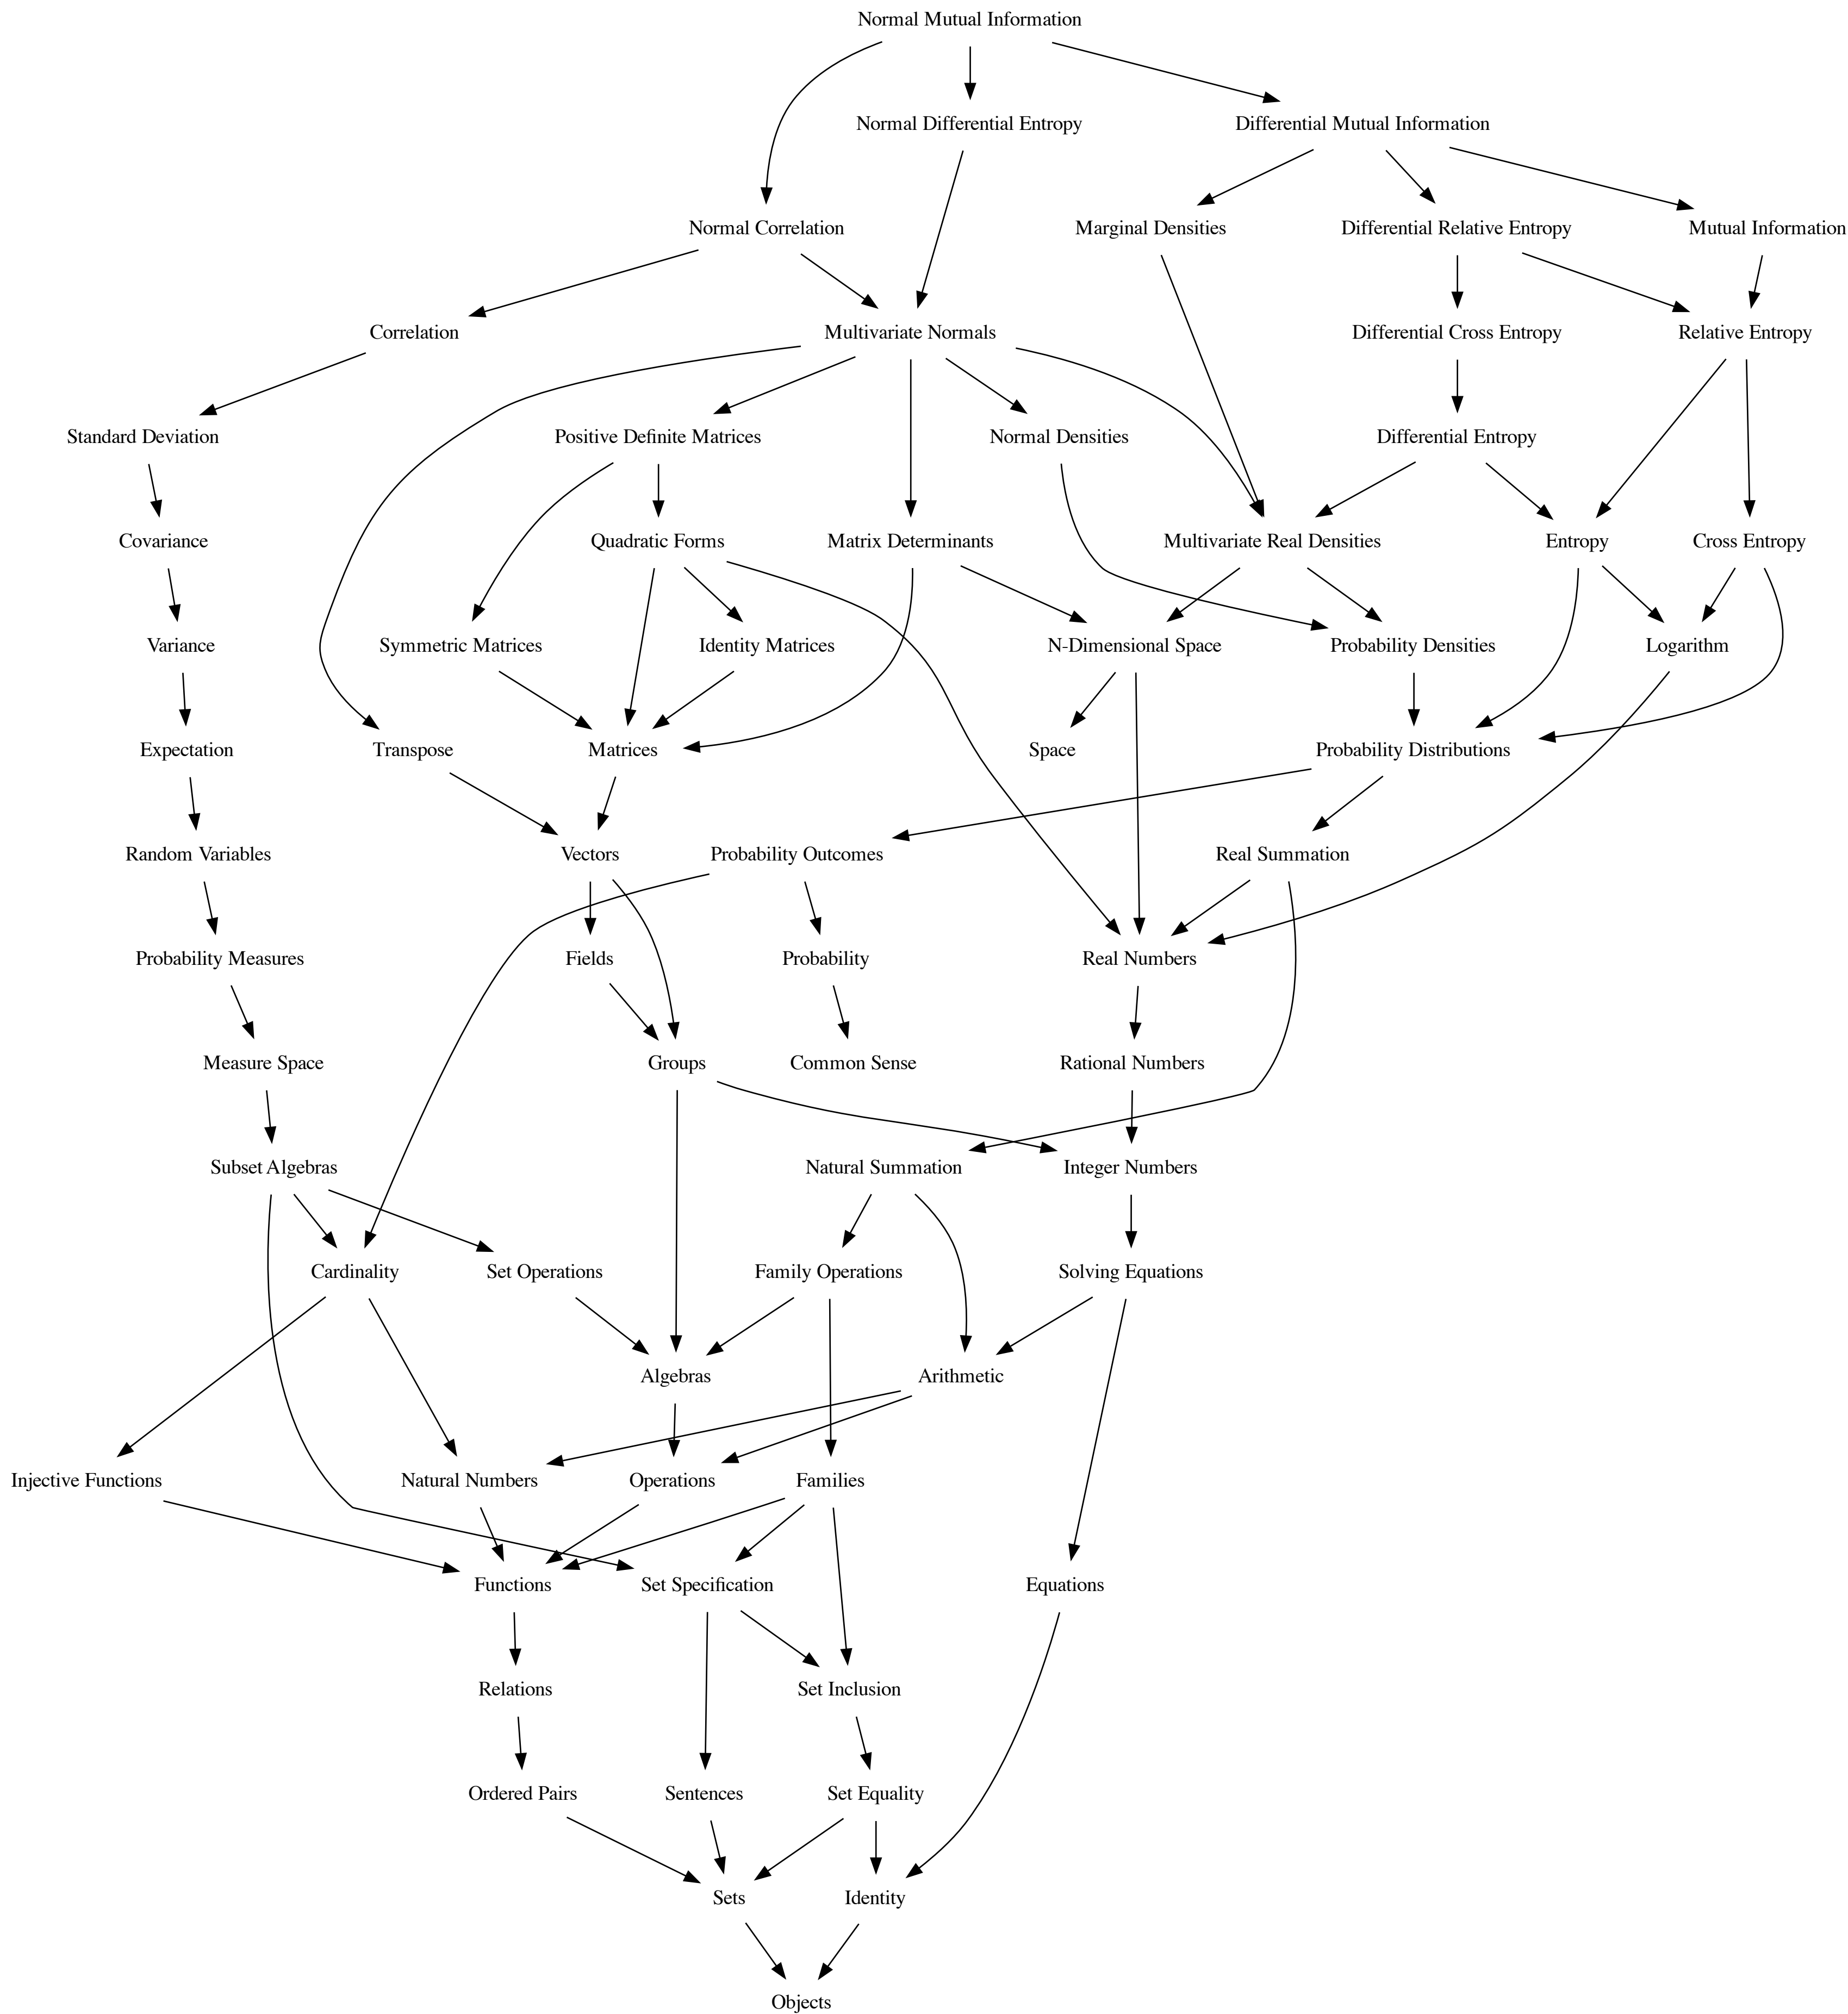 Normal Mutual Information
Normal Differential Entropy
Differential Mutual Information
Normal Correlation
Marginal Densities
Differential Relative Entropy
Mutual Information
Correlation
Multivariate Normals
Differential Cross Entropy
Relative Entropy
Standard Deviation
Positive Definite Matrices
Normal Densities
Differential Entropy
Covariance
Quadratic Forms
Matrix Determinants
Multivariate Real Densities
Entropy
Cross Entropy
Variance
Symmetric Matrices
Identity Matrices
N-Dimensional Space
Probability Densities
Logarithm
Expectation
Transpose
Matrices
Space
Probability Distributions
Random Variables
Vectors
Probability Outcomes
Real Summation
Probability Measures
Fields
Probability
Real Numbers
Measure Space
Groups
Common Sense
Rational Numbers
Subset Algebras
Natural Summation
Integer Numbers
Cardinality
Set Operations
Family Operations
Solving Equations
Algebras
Arithmetic
Injective Functions
Natural Numbers
Operations
Families
Functions
Set Specification
Equations
Relations
Set Inclusion
Ordered Pairs
Sentences
Set Equality
Sets
Identity
Objects